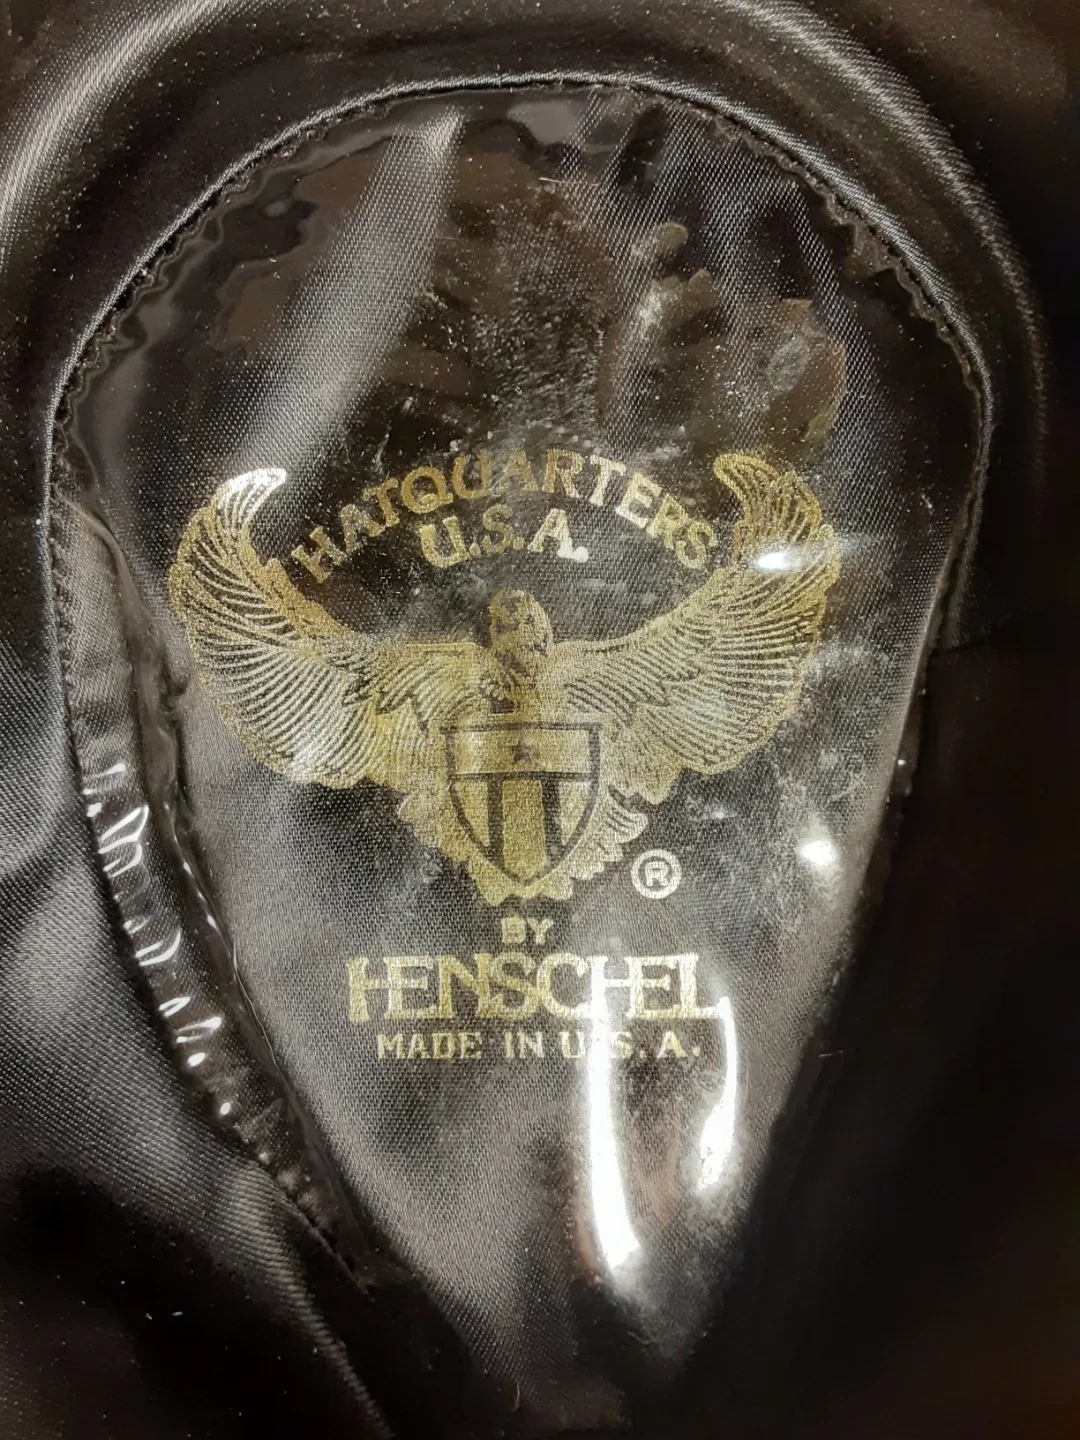 HATQUARTERS
U.S.A.
®
BY
HENSCHEL
MADE IN U.S.A.